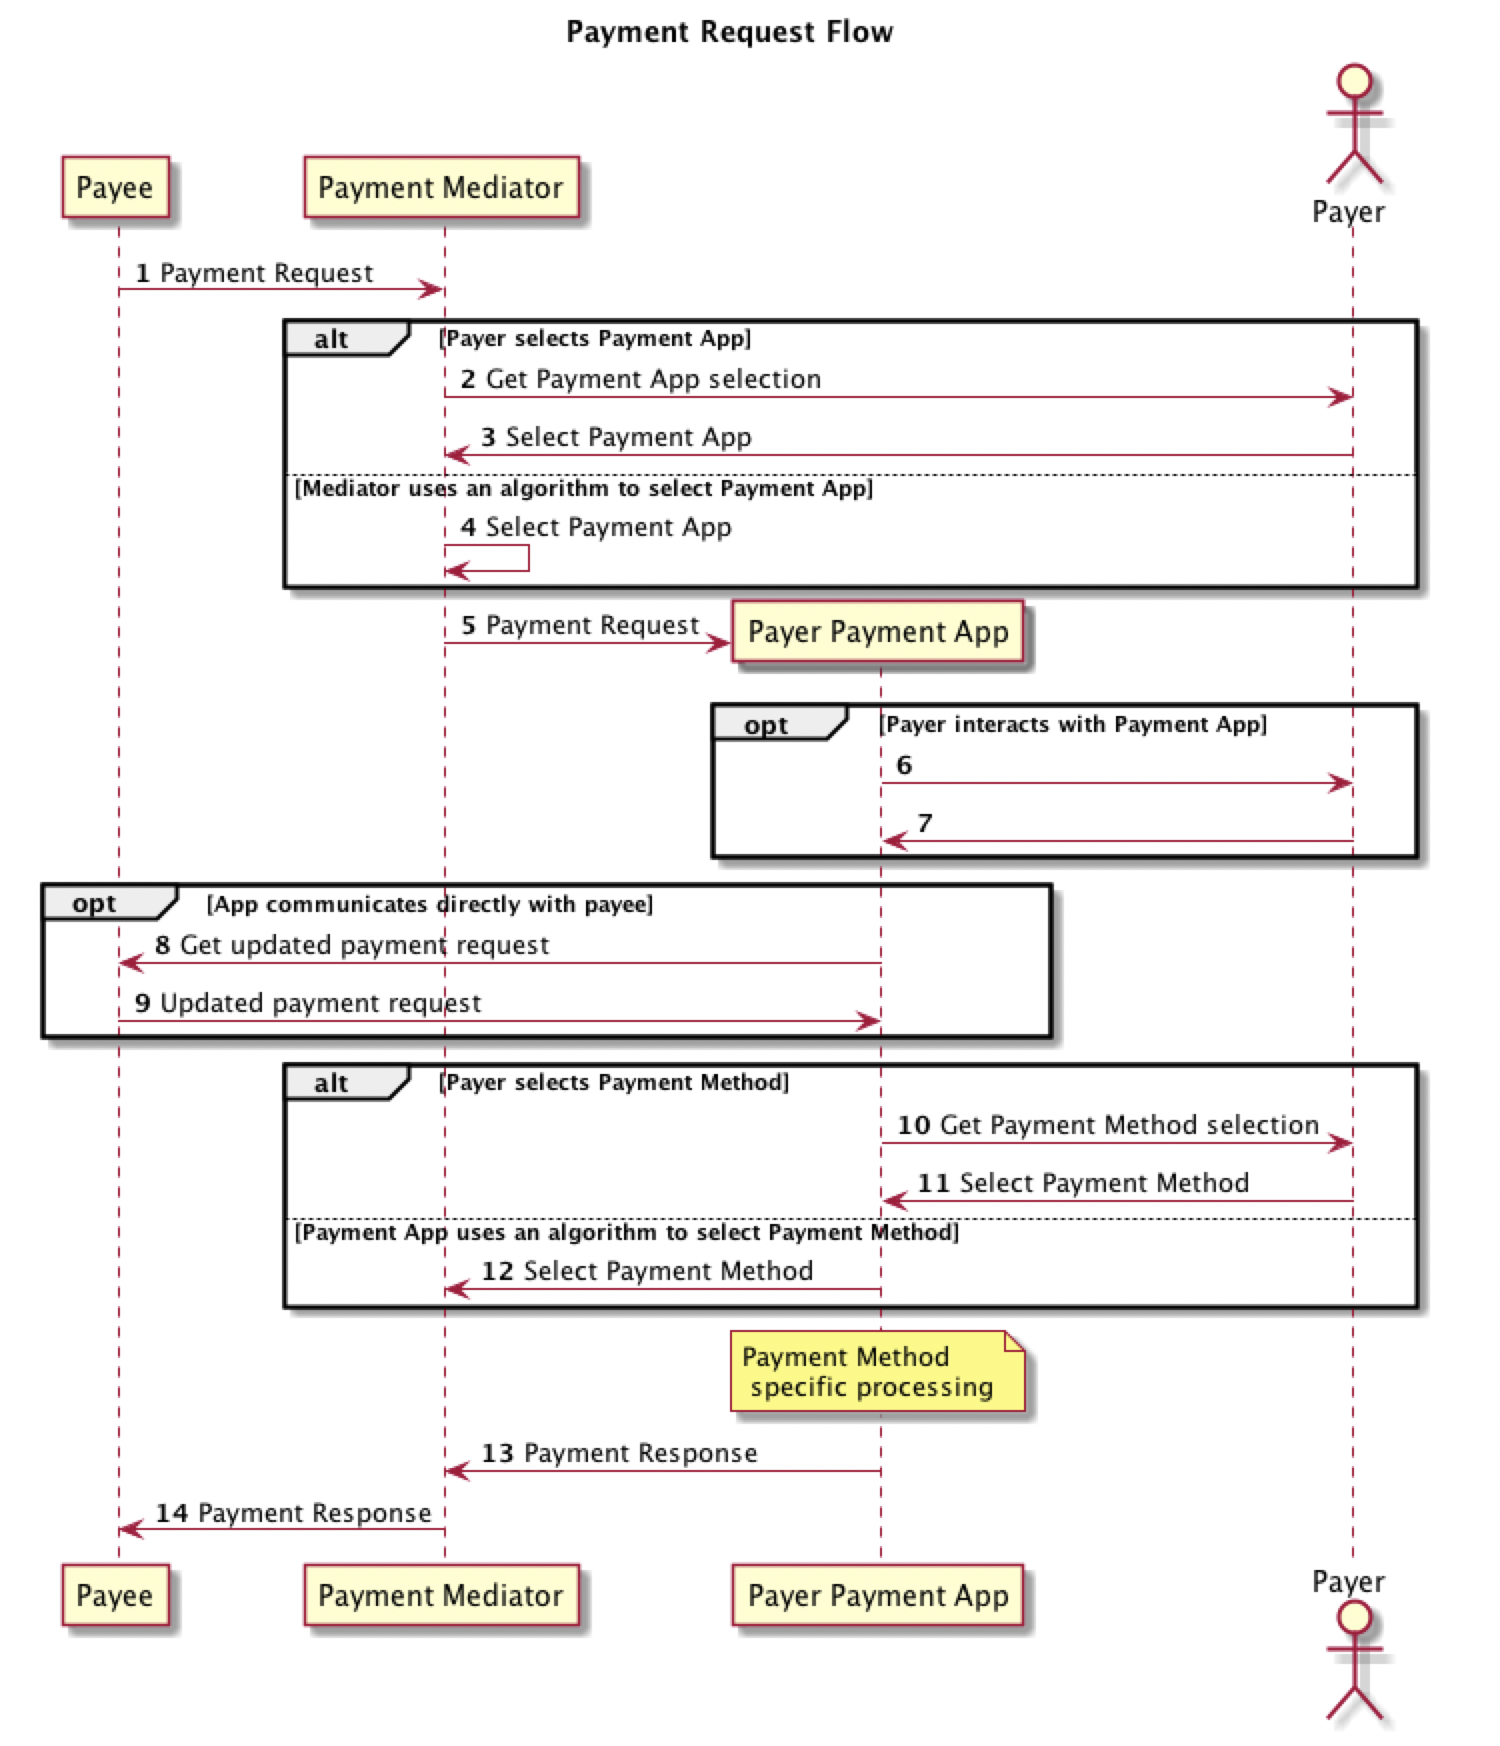 Payment Request Flow
Payer
Payee
Payment Mediator
1 Payment Request
alt
[Payer selects Payment App]
2 Get Payment App selection
3 Select Payment App
[Mediator uses an algorithm to select Payment App]
4 Select Payment App
5 Payment Request
Payer Payment App
opt
[Payer interacts with Payment App]
6
7
opt
[App communicates directly with payee]
8 Get updated payment request
9 Updated payment request
alt
[Payer selects Payment Method]
10 Get Payment Method selection
11 Select Payment Method
[Payment App uses an algorithm to select Payment Method]
12 Select Payment Method
Payment Method
specific processing
13 Payment Response
14 Payment Response
Payee
Payment Mediator
Payer Payment App
Payer